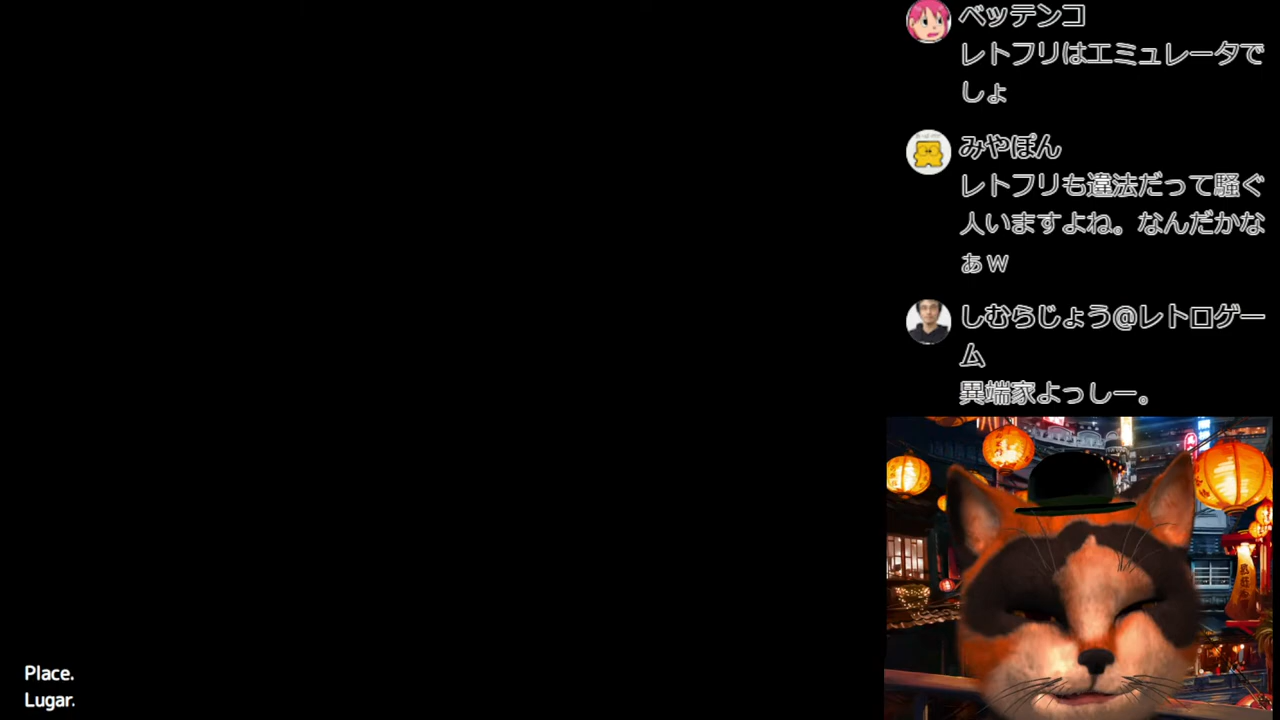 ベッテンコ
レトフリはエミュレータで
しょ
みやぽん
レトフリも違法だって騒ぐ
人いますよね。なんだかな
ぁｗ
しむらじょう@レトロゲー
ム
異端家よっしー。
Place.
Lugar.